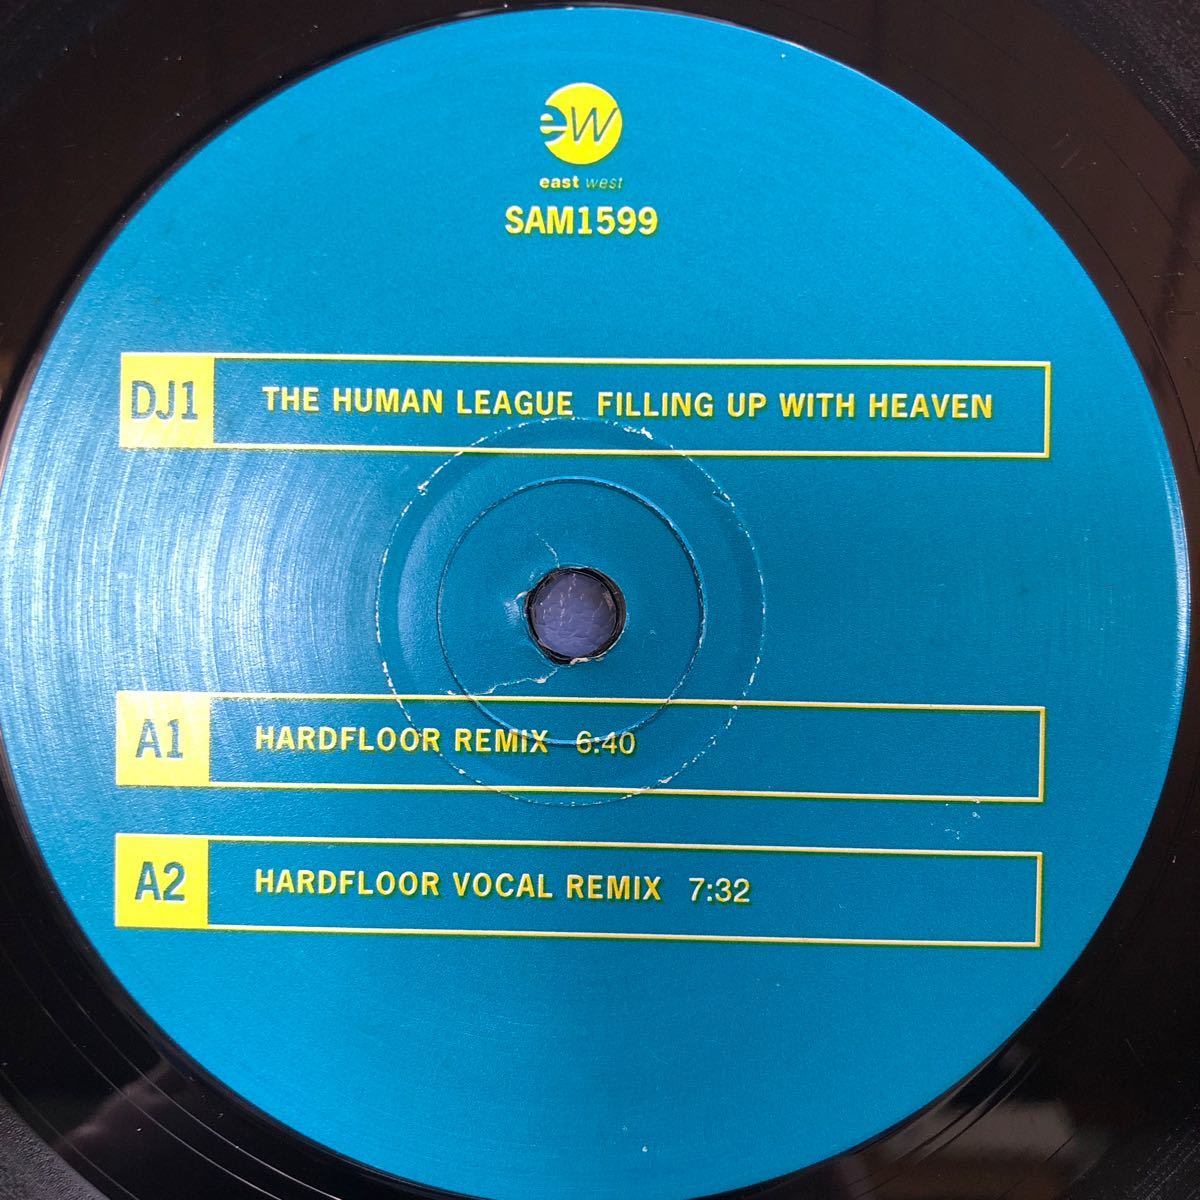 ew
east west
SAM1599
DJ1 THE HUMAN LEAGUE FILLING UP WITH HEAVEN
A1 HARDFLOOR REMIX 6:40
A2 HARDFLOOR VOCAL REMIX 7:32